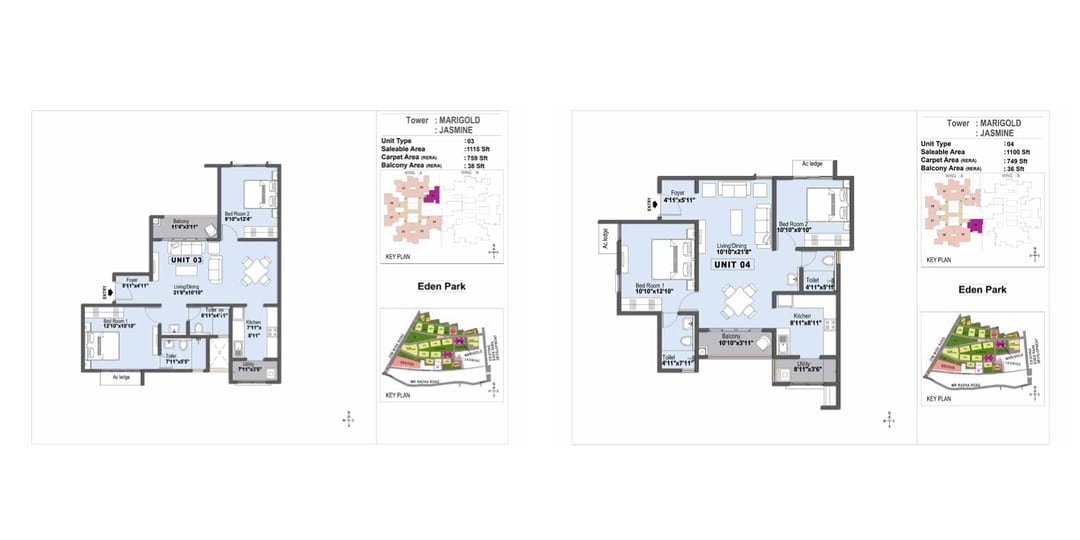 Tower : MARIGOLD
: JASMINE
Unit Type : 03
Saleable Area : 1115 Sft
Carpet Area (RERA) : 759 Sft
Balcony Area (RERA) : 38 Sft
WING A WING B
KEY PLAN
Eden Park
MARIGOLD
JASMINE
MR RADHA ROAD
KEY PLAN
Bed Room 2
9'10"x12'4"
Balcony
11'4"x3'11"
UNIT 03
Living/Dining
21'8"x10'10"
ENTRY
Foyer
5'11"x4'11"
Bed Room 1
12'10"x10'10"
Toilet
7'11"x5'5"
Kitchen
7'11"x
8'11"
Utility
7'11"x3'6"
Ac ledge
N
Tower : MARIGOLD
: JASMINE
Unit Type : 04
Saleable Area : 1100 Sft
Carpet Area (RERA) : 749 Sft
Balcony Area (RERA) : 36 Sft
WING A WING B
KEY PLAN
Eden Park
MARIGOLD
JASMINE
MR RADHA ROAD
KEY PLAN
Ac ledge
ENTRY
Foyer
4'11"x5'11"
Bed Room 2
10'10"x9'10"
Ac ledge
Living/Dining
10'10"x21'8"
UNIT 04
Toilet
4'11"x5'11"
Bed Room 1
10'10"x12'10"
Kitchen
8'11"x8'11"
Balcony
10'10"x3'11"
Toilet
4'11"x7'11"
Utility
8'11"x3'6"
N